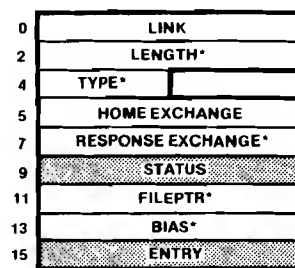 0 LINK
2 LENGTH*
4 TYPE*
5 HOME EXCHANGE
7 RESPONSE EXCHANGE*
9 STATUS
11 FILEPTR*
13 BIAS*
15 ENTRY